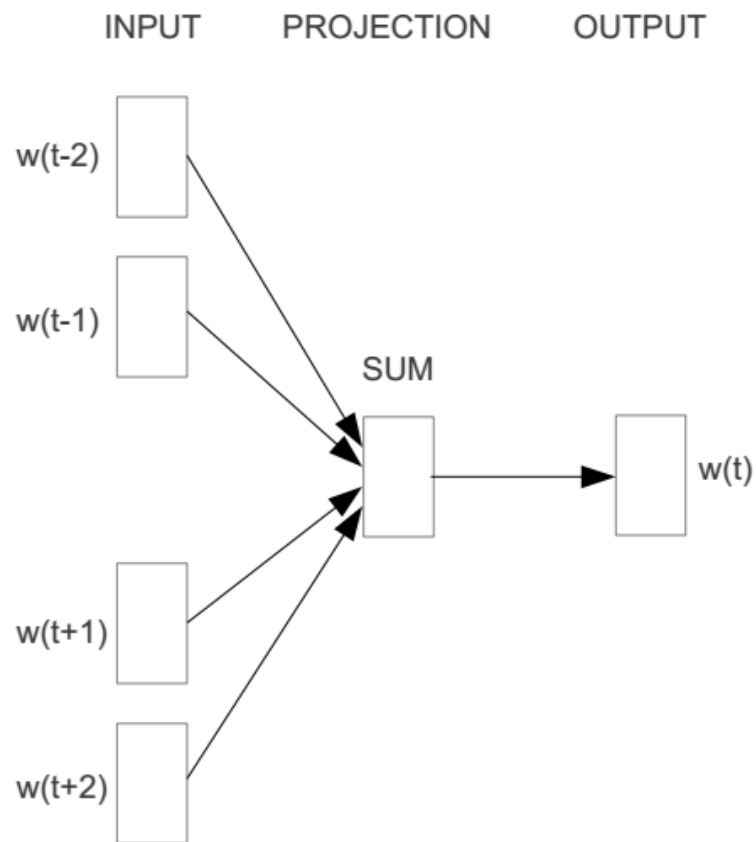 INPUT PROJECTION OUTPUT
w(t-2)
w(t-1)
SUM
w(t)
w(t+1)
w(t+2)